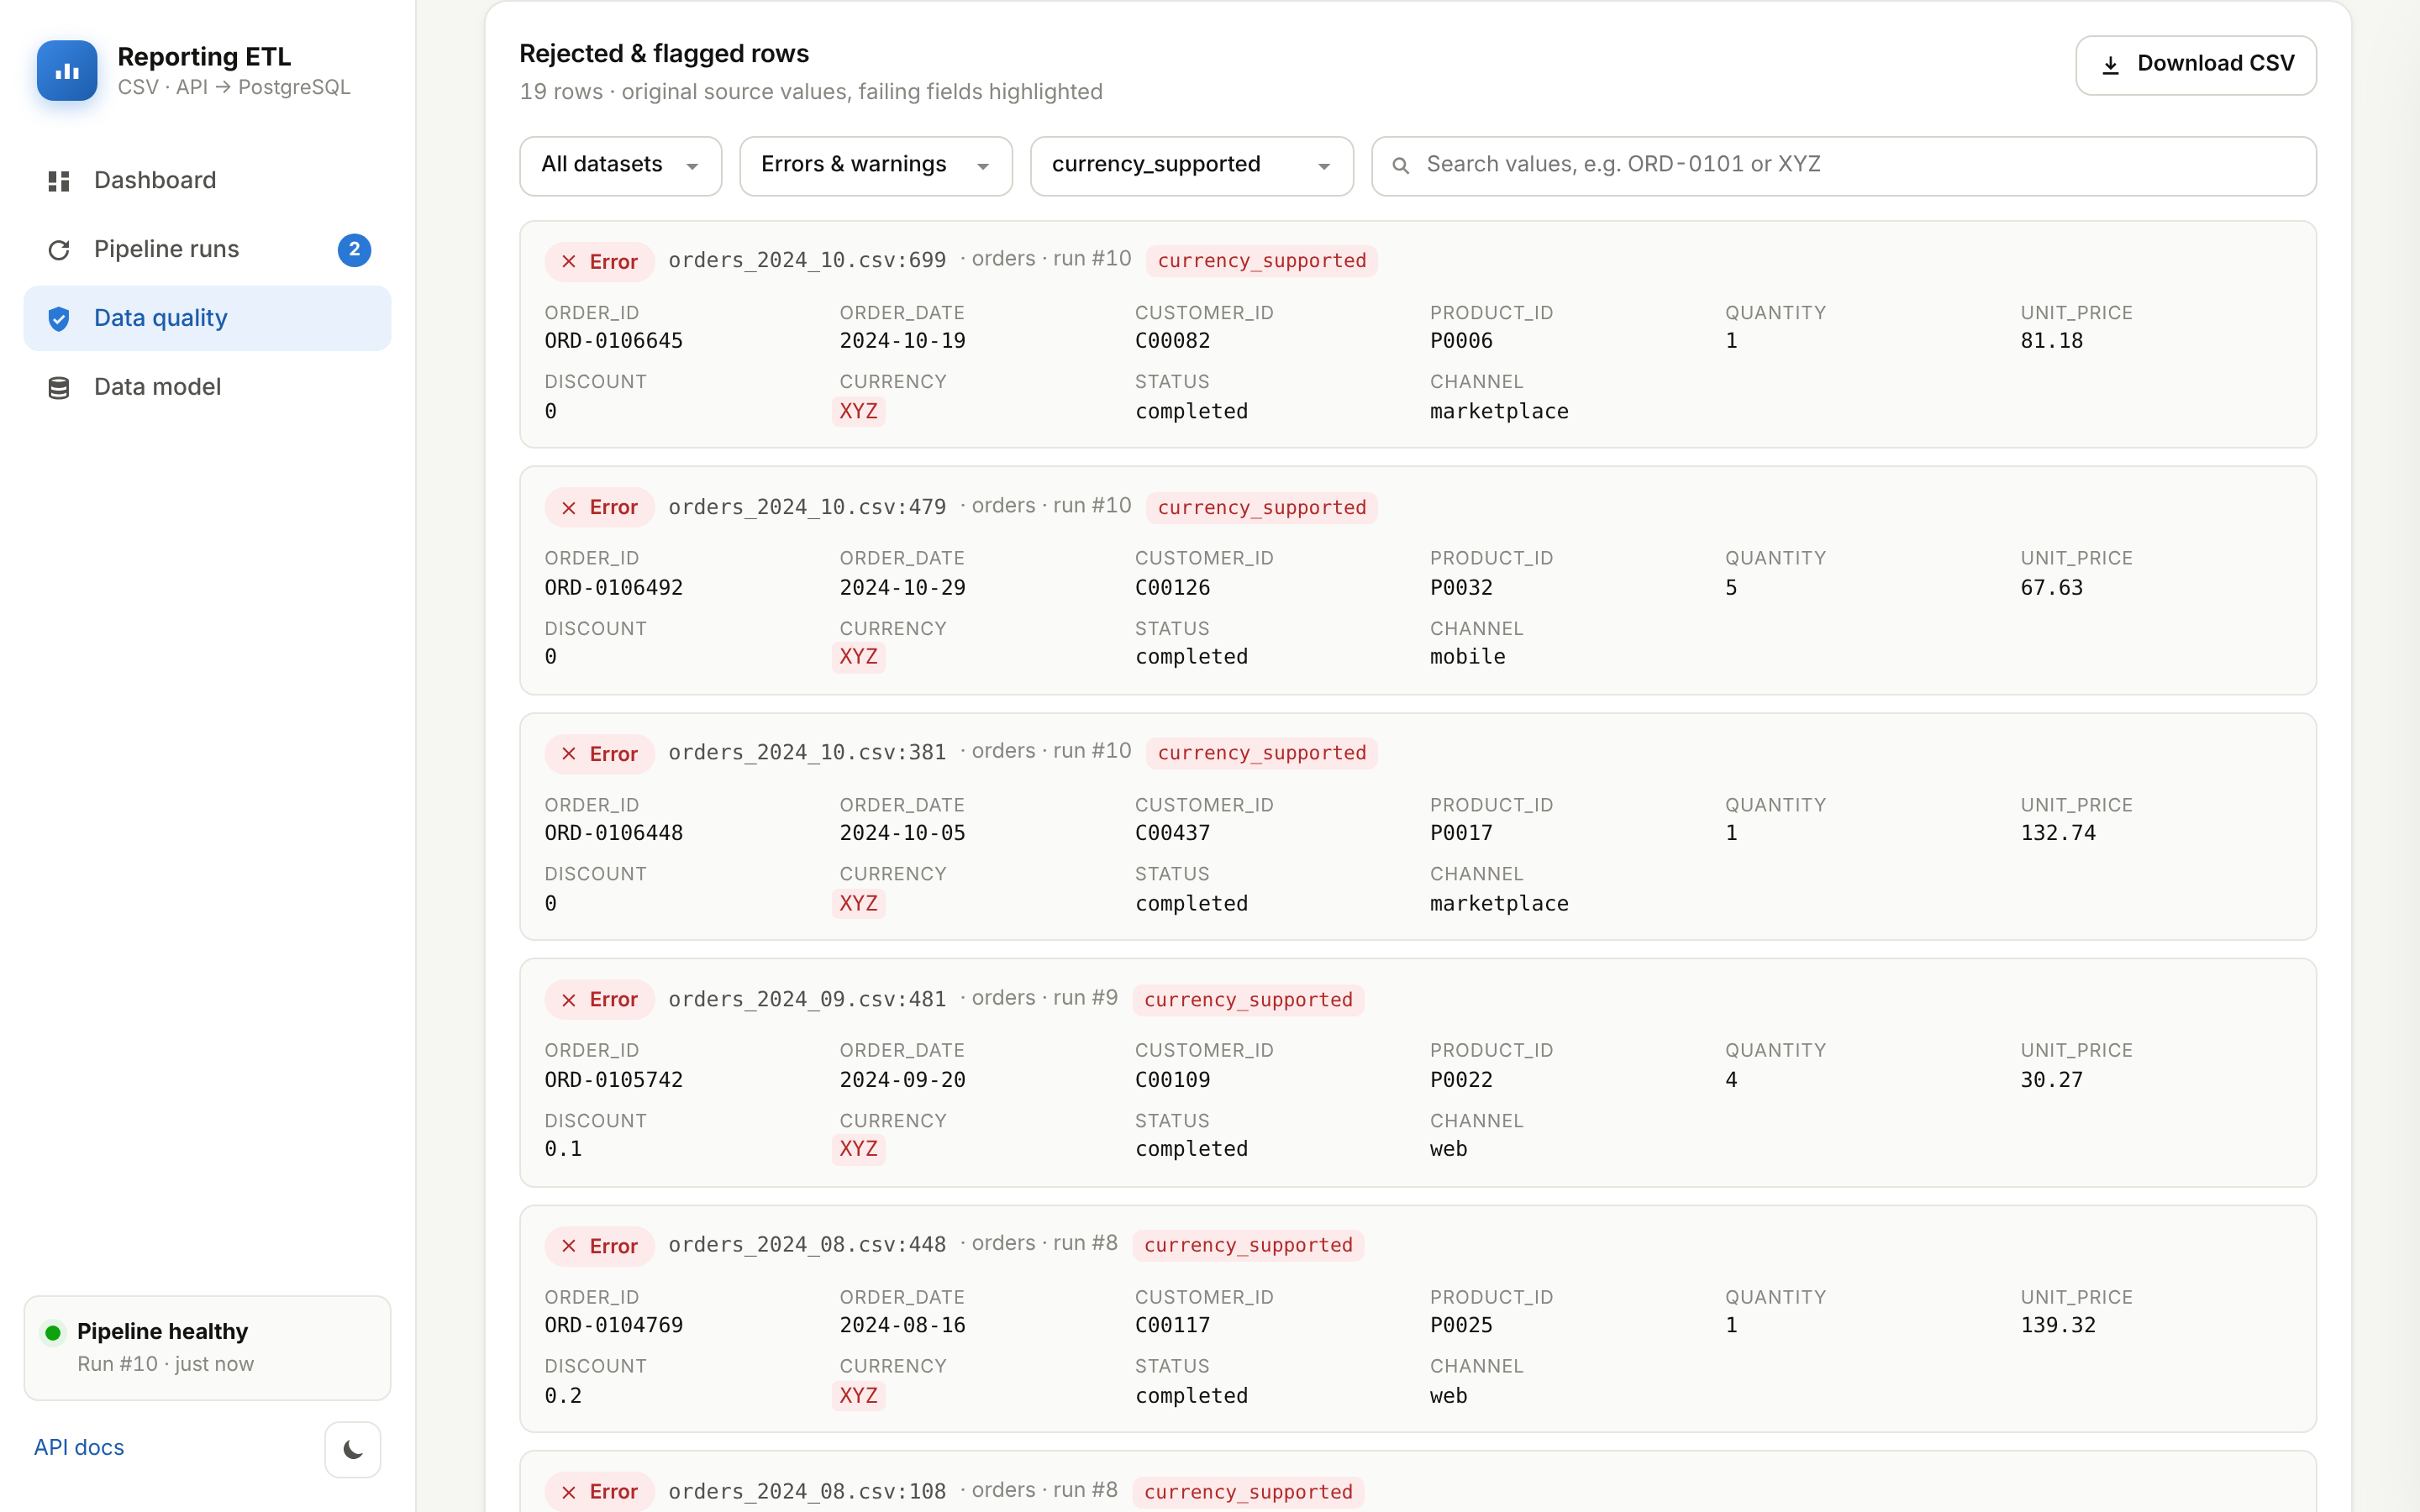 Reporting ETL
CSV · API → PostgreSQL
Dashboard
Pipeline runs 2
Data quality
Data model
Pipeline healthy
Run #10 · just now
API docs
Rejected & flagged rows
19 rows · original source values, failing fields highlighted
Download CSV
All datasets Errors & warnings currency_supported Search values, e.g. ORD-0101 or XYZ
Error orders_2024_10.csv:699 · orders · run #10 currency_supported
ORDER_ID ORDER_DATE CUSTOMER_ID PRODUCT_ID QUANTITY UNIT_PRICE
ORD-0106645 2024-10-19 C00082 P0006 1 81.18
DISCOUNT CURRENCY STATUS CHANNEL
0 XYZ completed marketplace
Error orders_2024_10.csv:479 · orders · run #10 currency_supported
ORDER_ID ORDER_DATE CUSTOMER_ID PRODUCT_ID QUANTITY UNIT_PRICE
ORD-0106492 2024-10-29 C00126 P0032 5 67.63
DISCOUNT CURRENCY STATUS CHANNEL
0 XYZ completed mobile
Error orders_2024_10.csv:381 · orders · run #10 currency_supported
ORDER_ID ORDER_DATE CUSTOMER_ID PRODUCT_ID QUANTITY UNIT_PRICE
ORD-0106448 2024-10-05 C00437 P0017 1 132.74
DISCOUNT CURRENCY STATUS CHANNEL
0 XYZ completed marketplace
Error orders_2024_09.csv:481 · orders · run #9 currency_supported
ORDER_ID ORDER_DATE CUSTOMER_ID PRODUCT_ID QUANTITY UNIT_PRICE
ORD-0105742 2024-09-20 C00109 P0022 4 30.27
DISCOUNT CURRENCY STATUS CHANNEL
0.1 XYZ completed web
Error orders_2024_08.csv:448 · orders · run #8 currency_supported
ORDER_ID ORDER_DATE CUSTOMER_ID PRODUCT_ID QUANTITY UNIT_PRICE
ORD-0104769 2024-08-16 C00117 P0025 1 139.32
DISCOUNT CURRENCY STATUS CHANNEL
0.2 XYZ completed web
Error orders_2024_08.csv:108 · orders · run #8 currency_supported